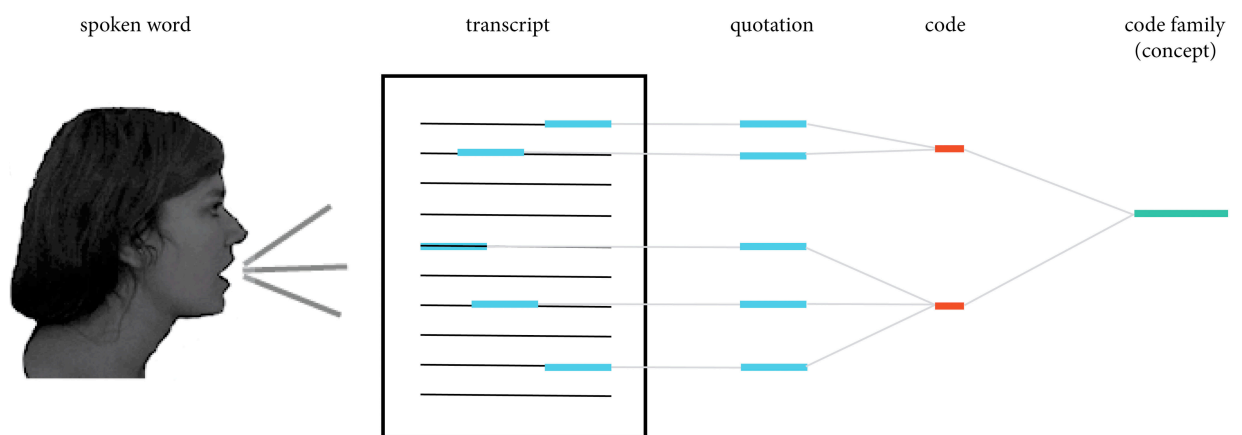 spoken word
transcript
quotation
code
code family
(concept)